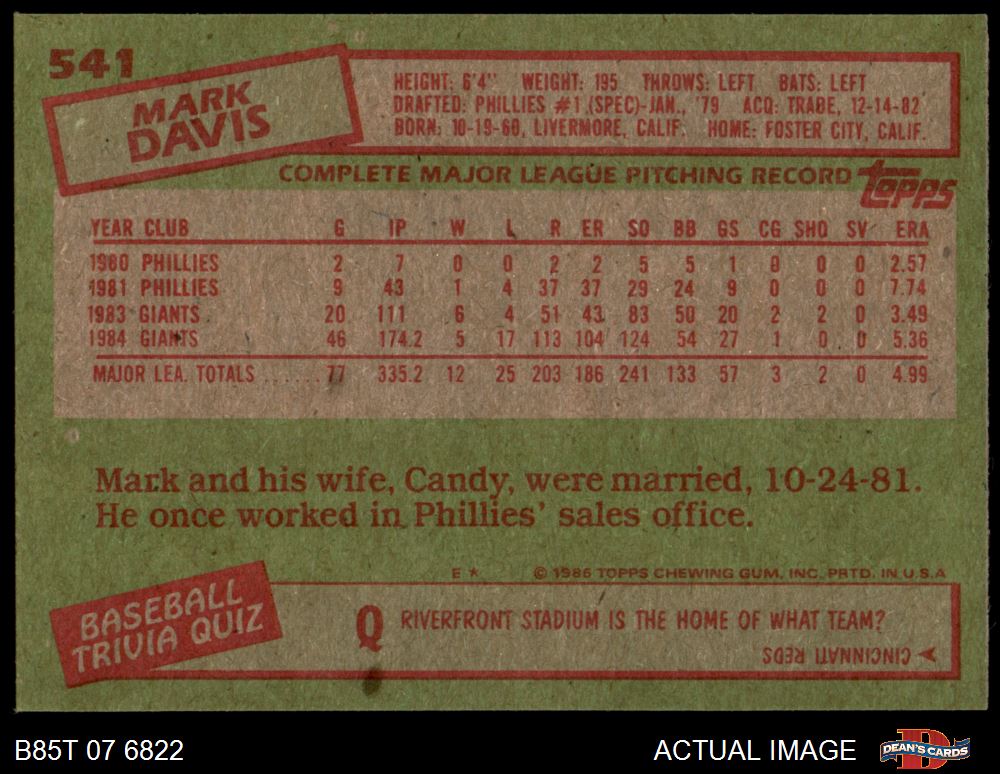 541
MARK
DAVIS
HEIGHT: 6'4" WEIGHT: 195 THROWS: LEFT BATS: LEFT
DRAFTED: PHILLIES #1 (SPEC)-JAN., '79 ACQ: TRADE, 12-14-82
BORN: 10-19-60, LIVERMORE, CALIF. HOME: FOSTER CITY, CALIF.
COMPLETE MAJOR LEAGUE PITCHING RECORD topps
YEAR CLUB G IP W L R ER SO BB GS CG SHO SV ERA
1980 PHILLIES 2 7 0 0 2 2 5 5 1 0 0 0 2.57
1981 PHILLIES 9 43 1 4 37 37 29 24 9 0 0 0 7.74
1983 GIANTS 20 111 6 4 51 43 83 50 20 2 2 0 3.49
1984 GIANTS 46 174.2 5 17 113 104 124 54 27 1 0 0 5.36
MAJOR LEA. TOTALS ...... 77 335.2 12 25 203 186 241 133 57 3 2 0 4.99
Mark and his wife, Candy, were married, 10-24-81.
He once worked in Phillies' sales office.
E * © 1985 TOPPS CHEWING GUM, INC. PRTD. IN U.S.A
BASEBALL
TRIVIA QUIZ
Q RIVERFRONT STADIUM IS THE HOME OF WHAT TEAM?
CINCINNATI REDS
B85T 07 6822 ACTUAL IMAGE DEAN'S CARDS